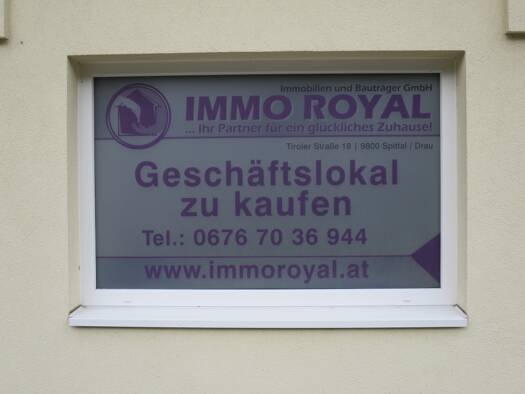 Immobilien und Bauträger GmbH
IMMO ROYAL
... Ihr Partner für ein glückliches Zuhause!
Tiroler Straße 18 | 9800 Spittal / Drau
Geschäftslokal
zu kaufen
Tel.: 0676 70 36 944
www.immoroyal.at